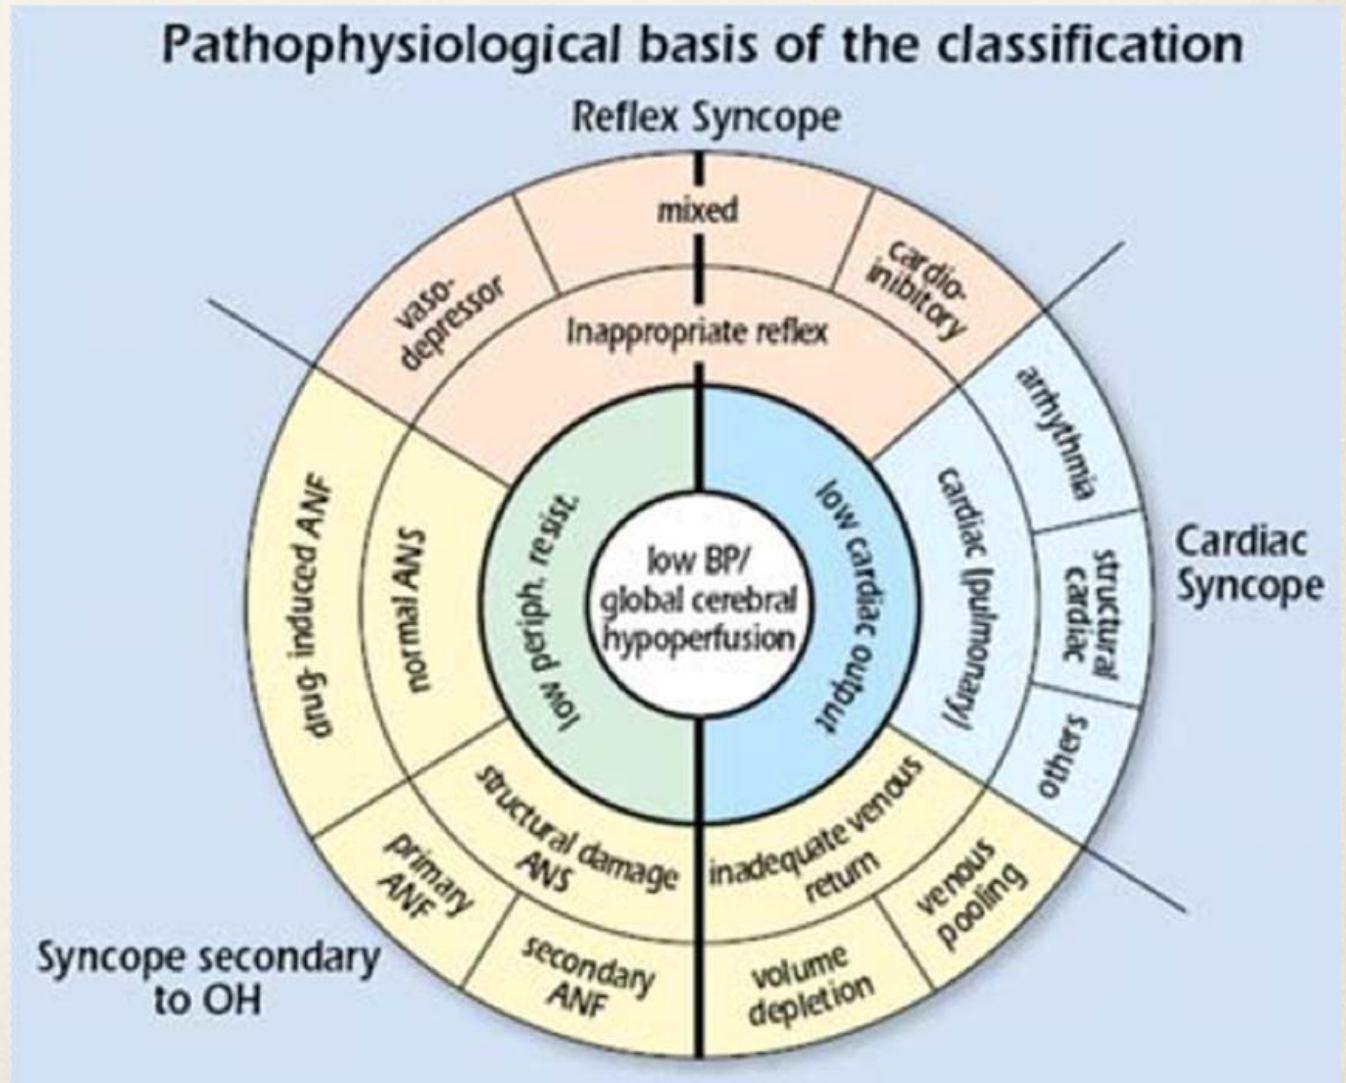 Pathophysiological basis of the classification
Reflex Syncope
mixed
vaso-
depressor
cardio-
inibitory
Inappropriate reflex
arrhythmia
structural
cardiac
others
cardiac (pulmonary)
Cardiac
Syncope
drug- induced ANF
normal ANS
low periph. resist.
low BP/
global cerebral
hypoperfusion
low cardiac output
structural damage
ANS
inadequate venous
return
primary
ANF
secondary
ANF
volume
depletion
venous
pooling
Syncope secondary
to OH